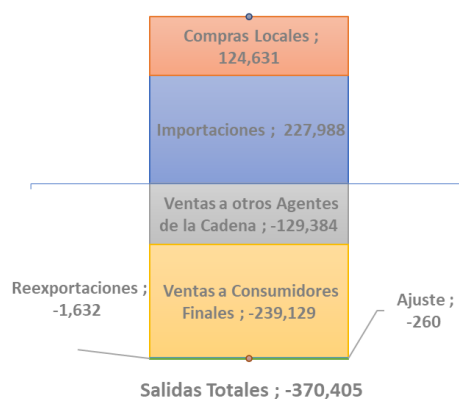 Compras Locales ;
124,631
Importaciones ; 227,988
Ventas a otros Agentes
de la Cadena ; -129,384
Reexportaciones ;
-1,632
Ventas a Consumidores
Finales ; -239,129
Ajuste ;
-260
Salidas Totales ; -370,405